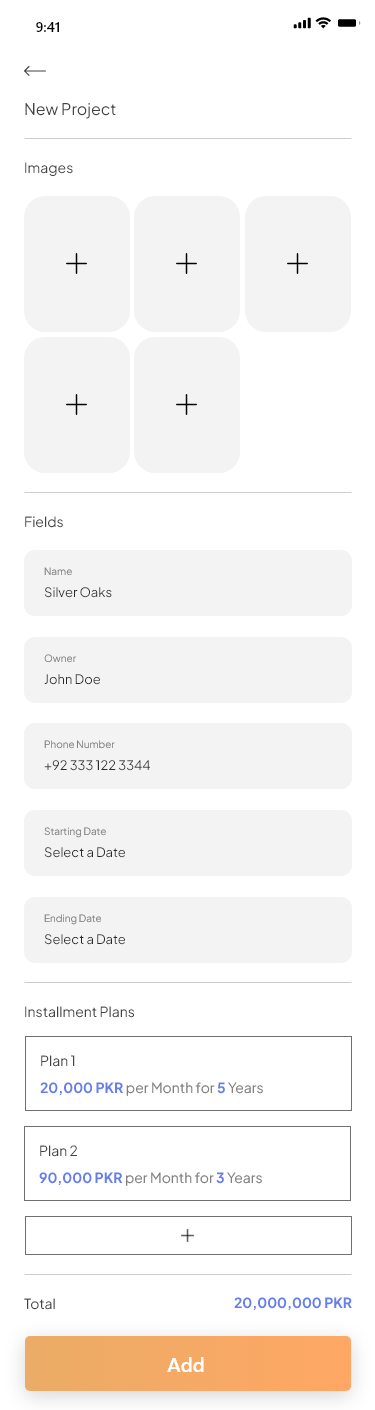 9:41
New Project
Images
Fields
Name
Silver Oaks
Owner
John Doe
Phone Number
+92 333 122 3344
Starting Date
Select a Date
Ending Date
Select a Date
Installment Plans
Plan 1
20,000 PKR per Month for 5 Years
Plan 2
90,000 PKR per Month for 3 Years
Total 20,000,000 PKR
Add